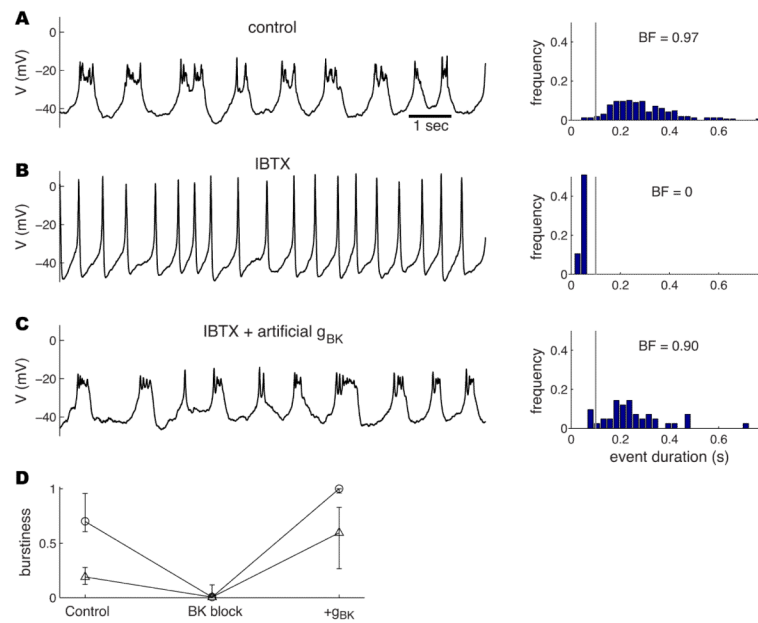 A
control
V (mV)
0
−20
−40
1 sec
frequency
0.4
0.2
0
BF = 0.97
0 0.2 0.4 0.6
B
IBTX
V (mV)
0
−20
−40
frequency
0.4
0.2
0
BF = 0
0.2 0.4 0.6
C
IBTX + artificial gBK
V (mV)
0
−20
−40
frequency
0.4
0.2
0
BF = 0.90
0 0.2 0.4 0.6
event duration (s)
D
burstiness
1
0.5
0
Control BK block +gBK